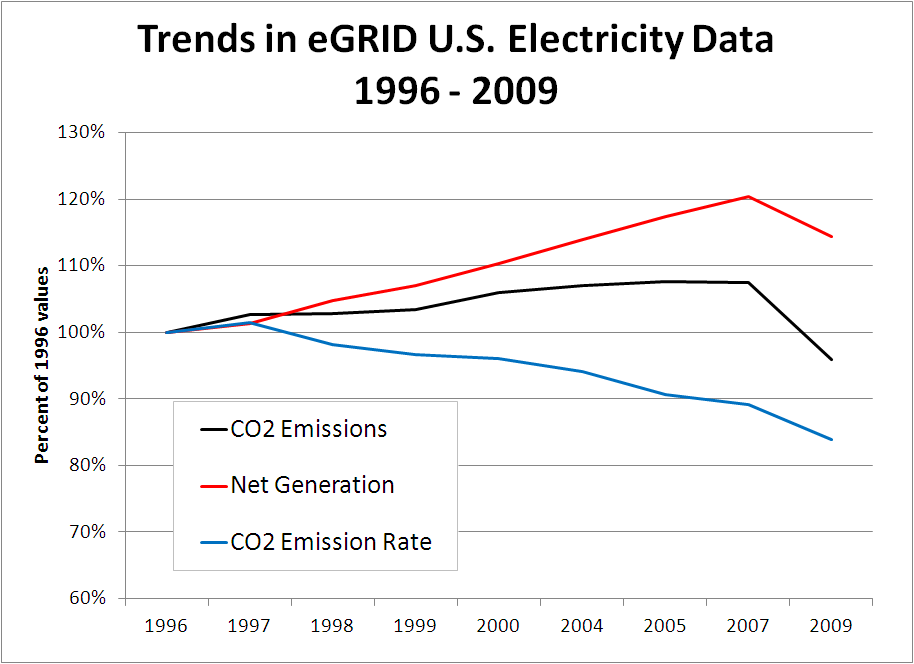 Trends in eGRID U.S. Electricity Data
1996 - 2009
Percent of 1996 values
130%
120%
110%
100%
90%
80%
70%
60%
CO2 Emissions
Net Generation
CO2 Emission Rate
1996 1997 1998 1999 2000 2004 2005 2007 2009